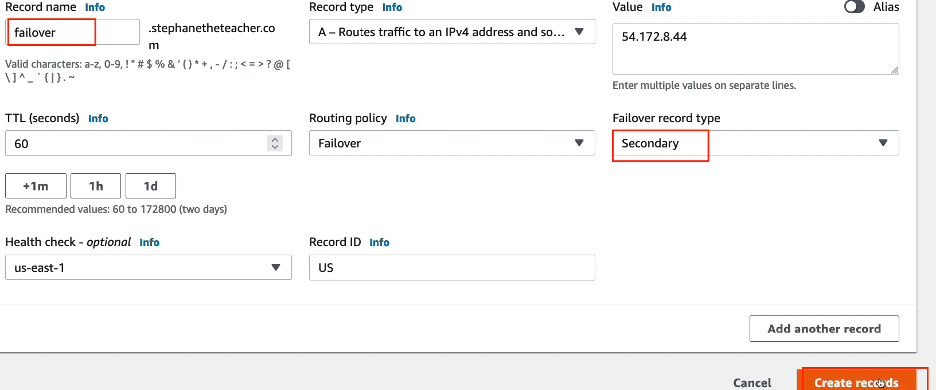 Record name Info
failover
.stephanetheteacher.co
m
Valid characters: a-z, 0-9, ! " # $ % & ' ( ) * + , - / : ; < = > ? @ [
\ ] ^ _ ` { | } . ~
Record type Info
A – Routes traffic to an IPv4 address and so...
Value Info
Alias
54.172.8.44
Enter multiple values on separate lines.
TTL (seconds) Info
60
+1m 1h 1d
Recommended values: 60 to 172800 (two days)
Routing policy Info
Failover
Failover record type
Secondary
Health check - optional Info
us-east-1
Record ID Info
US
Add another record
Cancel
Create records